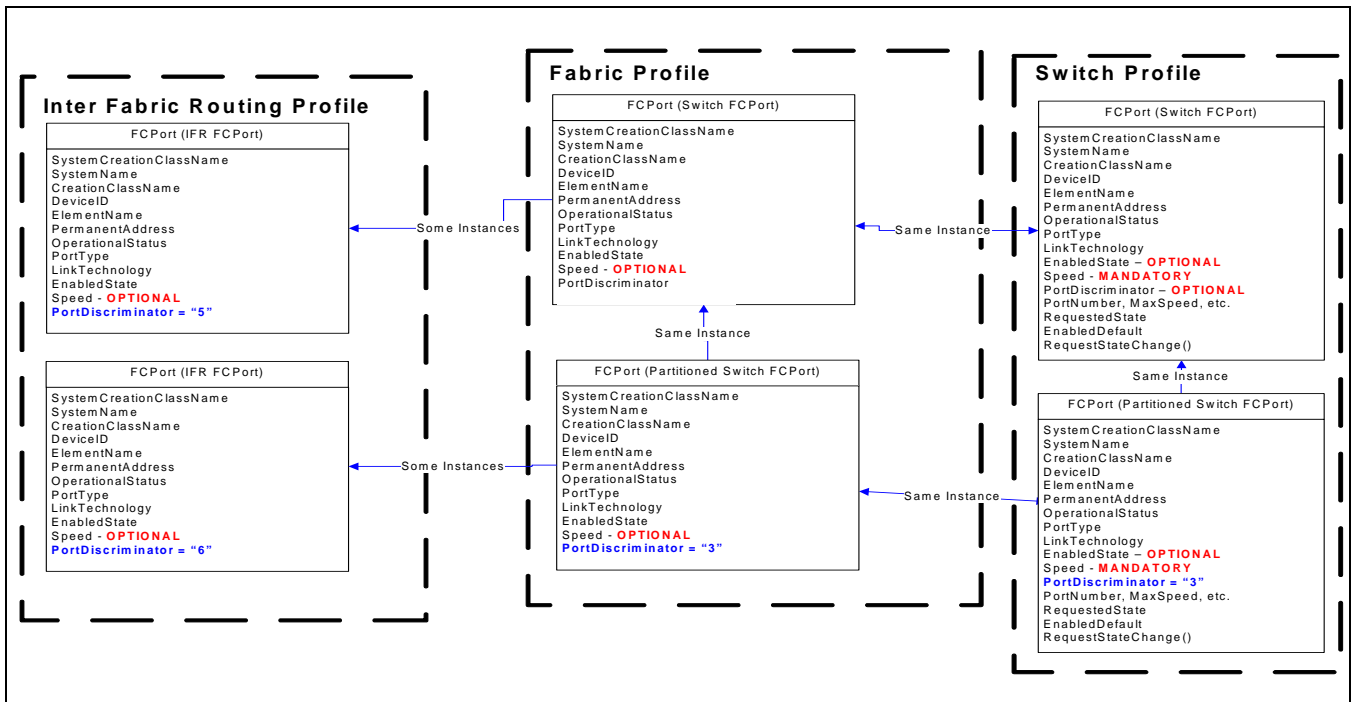 Inter Fabric Routing Profile
FCPort (IFR FCPort)
SystemCreationClassName
SystemName
CreationClassName
DeviceID
ElementName
PermanentAddress
OperationalStatus
PortType
LinkTechnology
EnabledState
Speed - OPTIONAL
PortDiscriminator = “5”
FCPort (IFR FCPort)
SystemCreationClassName
SystemName
CreationClassName
DeviceID
ElementName
PermanentAddress
OperationalStatus
PortType
LinkTechnology
EnabledState
Speed - OPTIONAL
PortDiscriminator = “6”
Some Instances
Some Instances
Fabric Profile
FCPort (Switch FCPort)
SystemCreationClassName
SystemName
CreationClassName
DeviceID
ElementName
PermanentAddress
OperationalStatus
PortType
LinkTechnology
EnabledState
Speed - OPTIONAL
PortDiscriminator
Same Instance
FCPort (Partitioned Switch FCPort)
SystemCreationClassName
SystemName
CreationClassName
DeviceID
ElementName
PermanentAddress
OperationalStatus
PortType
LinkTechnology
EnabledState
Speed - OPTIONAL
PortDiscriminator = “3”
Same Instance
Same Instance
Switch Profile
FCPort (Switch FCPort)
SystemCreationClassName
SystemName
CreationClassName
DeviceID
ElementName
PermanentAddress
OperationalStatus
PortType
LinkTechnology
EnabledState – OPTIONAL
Speed - MANDATORY
PortDiscriminator – OPTIONAL
PortNumber, MaxSpeed, etc.
RequestedState
EnabledDefault
RequestStateChange()
Same Instance
FCPort (Partitioned Switch FCPort)
SystemCreationClassName
SystemName
CreationClassName
DeviceID
ElementName
PermanentAddress
OperationalStatus
PortType
LinkTechnology
EnabledState – OPTIONAL
Speed - MANDATORY
PortDiscriminator = “3”
PortNumber, MaxSpeed, etc.
RequestedState
EnabledDefault
RequestStateChange()